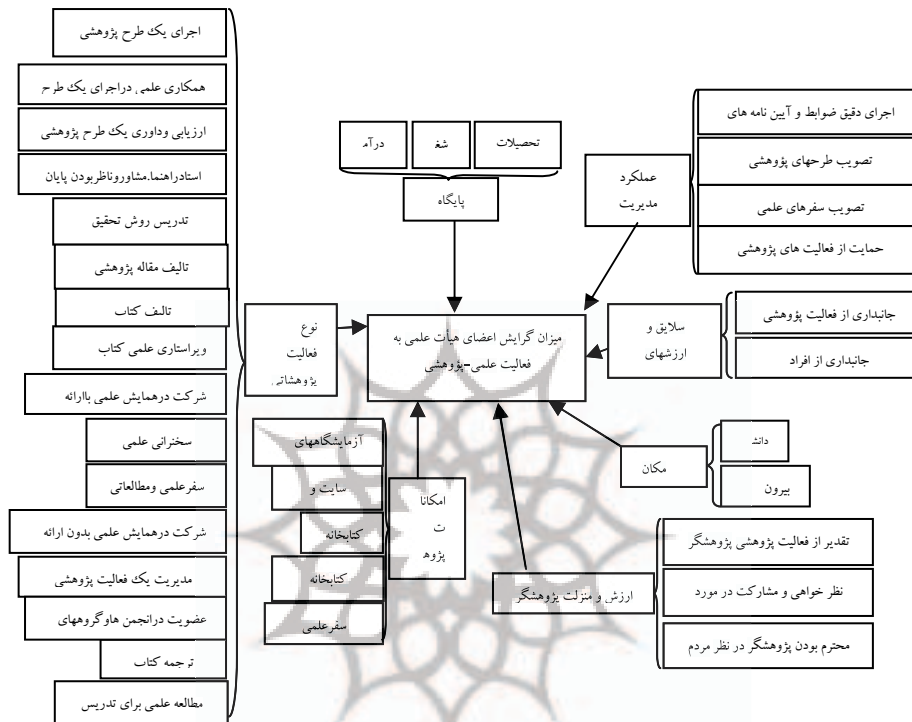 اجرای یک طرح پژوهشی
همکاری علمی دراجرای یک طرح
ارزیابی وداوری یک طرح پژوهشی
استادراهنما.مشاوروناظربودن پایان
تدریس روش تحقیق
تالیف مقاله پژوهشی
تالیف کتاب
ویراستاری علمی کتاب
شرکت درهمایش علمی باارائه
سخنرانی علمی
سفرعلمی ومطالعاتی
شرکت درهمایش علمی بدون ارائه
مدیریت یک فعالیت پژوهشی
عضویت درانجمن هاوگروههای
ترجمه کتاب
مطالعه علمی برای تدریس
نوع
فعالیت
پژوهشاتی
تحصیلات
شغ
درآمد
پایگاه
عملکرد
مدیریت
اجرای دقیق ضوابط و آیین نامه های
تصویب طرحهای پژوهشی
تصویب سفرهای علمی
حمایت از فعالیت های پژوهشی
میزان گرایش اعضای هیأت علمی به
فعالیت علمی-پژوهشی
سلایق و
ارزشهای
جانبداری از فعالیت پژوهشی
جانبداری از افراد
مکان
دانش
بیرون
امکانا
ت
پژوه
آزمایشگاههای
سایت و
کتابخانه
کتابخانه
سفرعلمی
ارزش و منزلت پژوهشگر
تقدیر از فعالیت پژوهشی پژوهشگر
نظر خواهی و مشارکت در مورد
محترم بودن پژوهشگر در نظر مردم